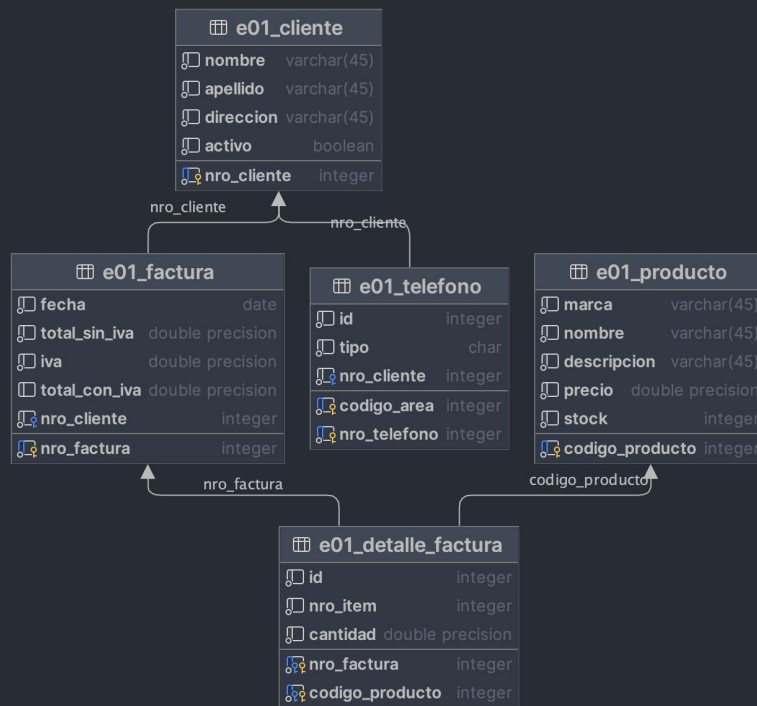 e01_cliente
nombre varchar(45)
apellido varchar(45)
direccion varchar(45)
activo boolean
nro_cliente integer
nro_cliente
nro_cliente
e01_factura
fecha date
total_sin_iva double precision
iva double precision
total_con_iva double precision
nro_cliente integer
nro_factura integer
e01_telefono
id integer
tipo char
nro_cliente integer
codigo_area integer
nro_telefono integer
e01_producto
marca varchar(45)
nombre varchar(45)
descripcion varchar(45)
precio double precision
stock integer
codigo_producto integer
nro_factura
codigo_producto
e01_detalle_factura
id integer
nro_item integer
cantidad double precision
nro_factura integer
codigo_producto integer